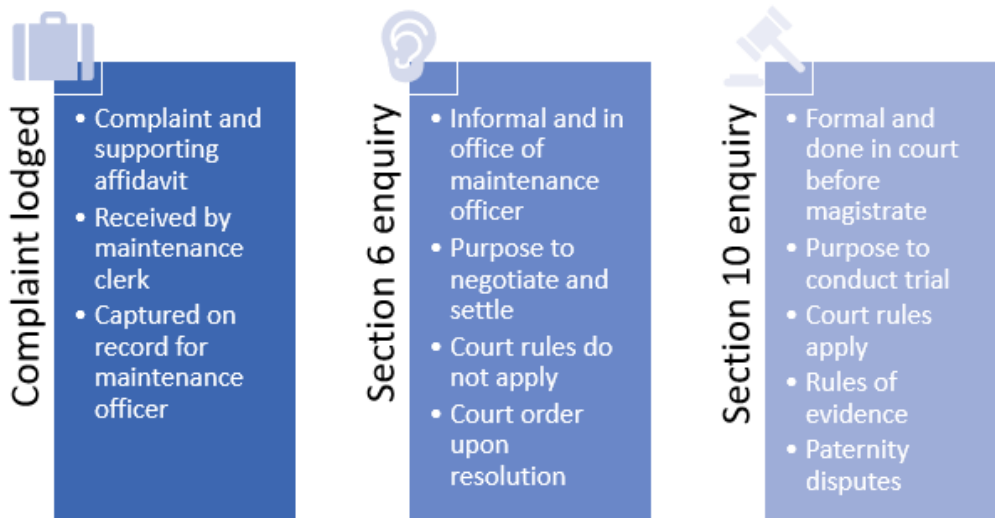 Complaint lodged
• Complaint and
supporting
affidavit
• Received by
maintenance
clerk
• Captured on
record for
maintenance
officer
Section 6 enquiry
• Informal and in
office of
maintenance
officer
• Purpose to
negotiate and
settle
• Court rules do
not apply
• Court order
upon
resolution
Section 10 enquiry
• Formal and
done in court
before
magistrate
• Purpose to
conduct trial
• Court rules
apply
• Rules of
evidence
• Paternity
disputes